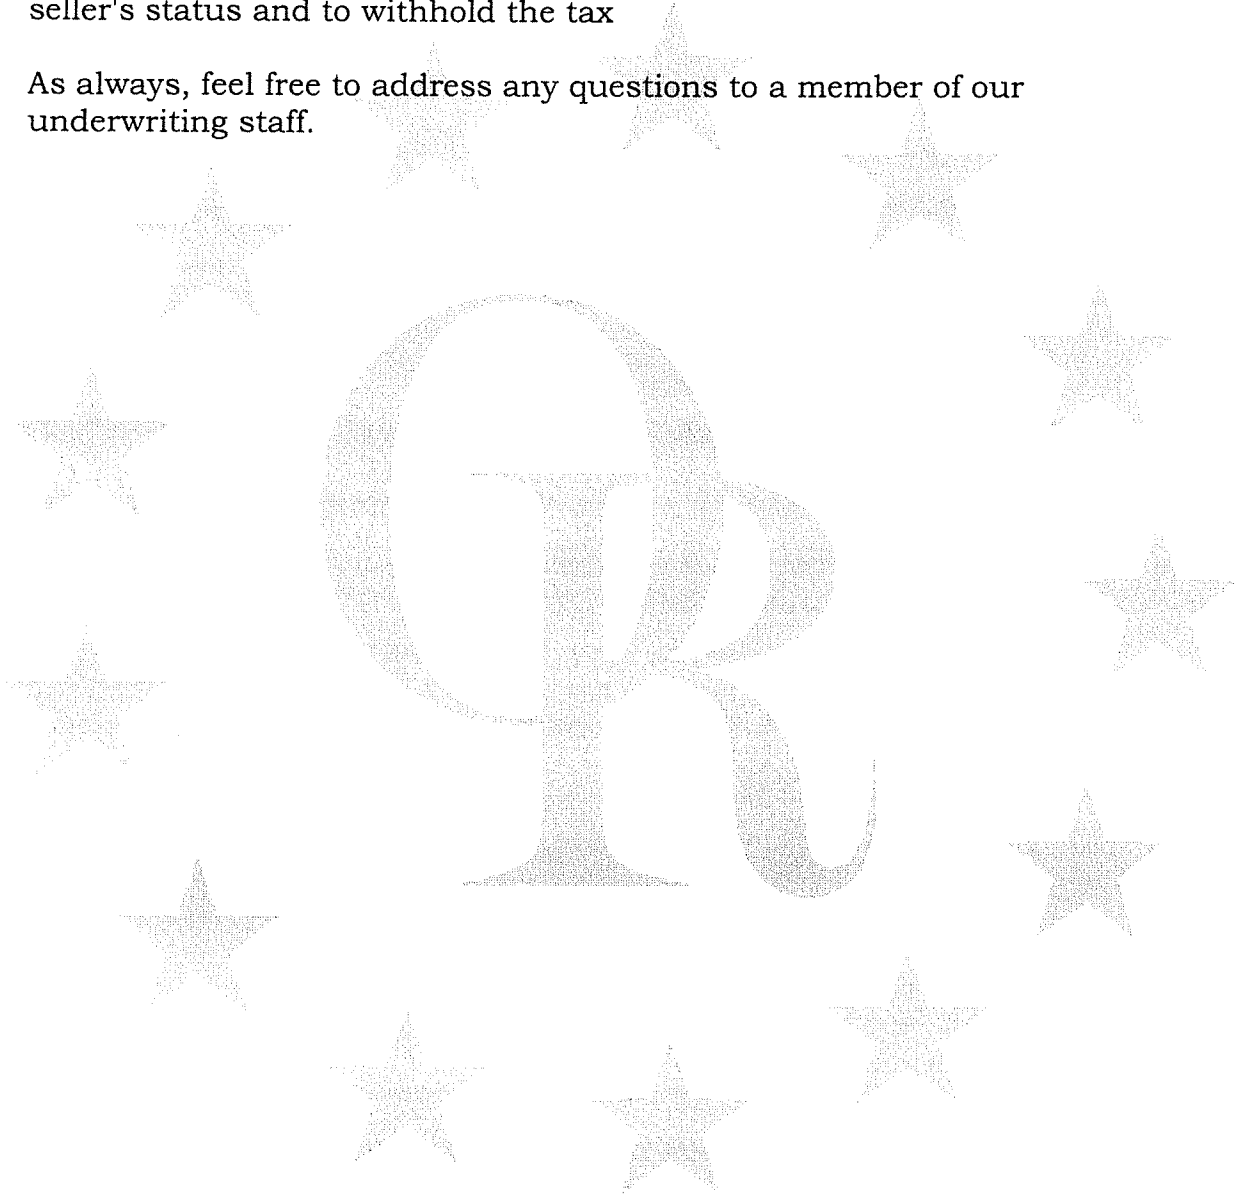 seller's status and to withhold the tax
As always, feel free to address any questions to a member of our
underwriting staff.
OR